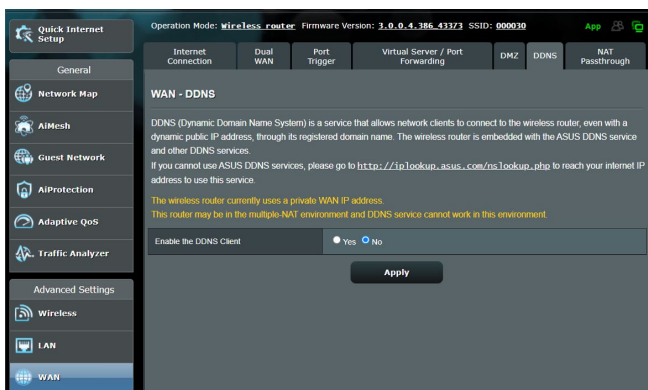 Quick Internet
Setup
General
Network Map
AiMesh
Guest Network
AiProtection
Adaptive QoS
Traffic Analyzer
Advanced Settings
Wireless
LAN
WAN
Operation Mode: Wireless router Firmware Version: 3.0.0.4.386_43373 SSID: 000030
App
Internet
Connection
Dual
WAN
Port
Trigger
Virtual Server / Port
Forwarding
DMZ
DDNS
NAT
Passthrough
WAN - DDNS
DDNS (Dynamic Domain Name System) is a service that allows network clients to connect to the wireless router, even with a
dynamic public IP address, through its registered domain name. The wireless router is embedded with the ASUS DDNS service
and other DDNS services.
If you cannot use ASUS DDNS services, please go to http://iplookup.asus.com/nslookup.php to reach your internet IP
address to use this service.
The wireless router currently uses a private WAN IP
address.
This router may be in the multiple-NAT environment and DDNS service cannot work in this environment.
Enable the DDNS Client
Yes No
Apply